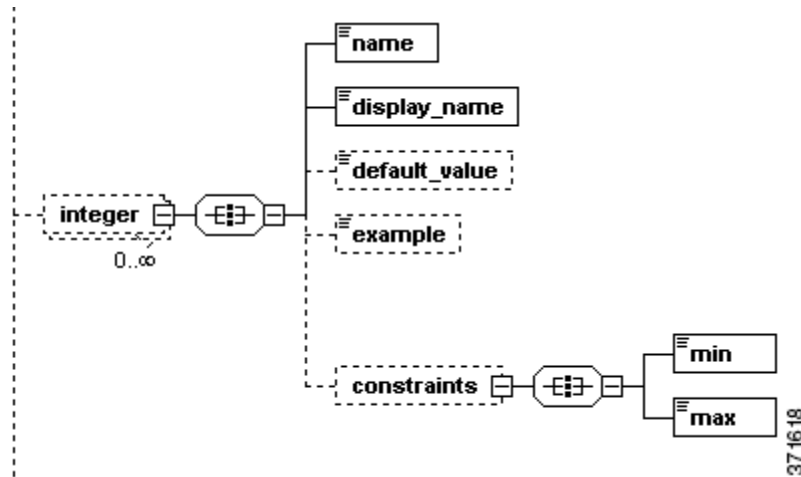 name
display_name
default_value
integer
example
0..∞
constraints
min
max
371618